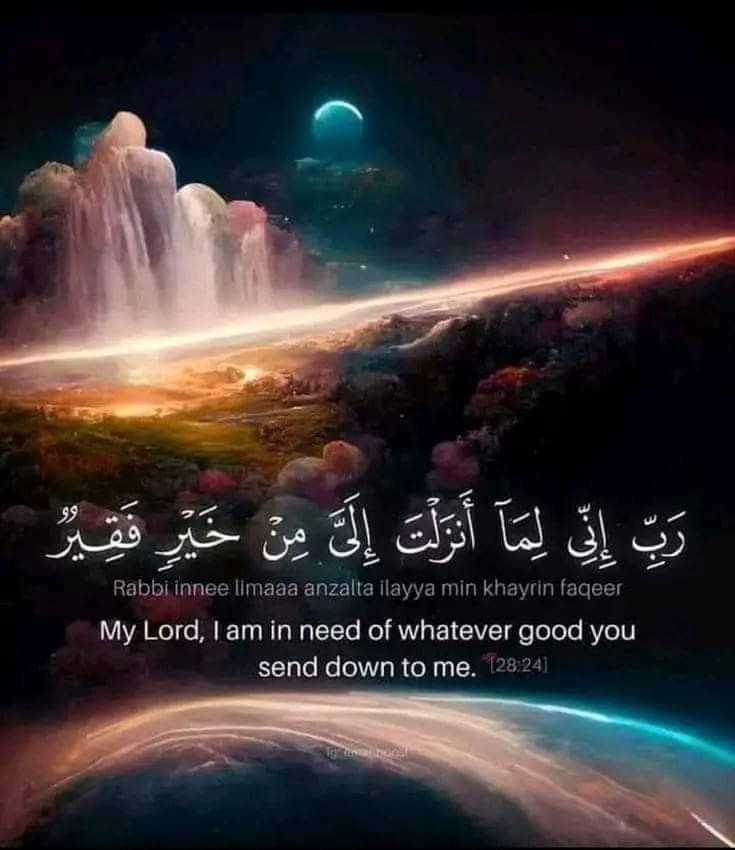 رَبِّ إِنِّي لِمَآ أَنزَلْتَ إِلَىَّ مِنْ خَيْرٍ فَقِيرٌ
Rabbi innee limaaa anzalta ilayya min khayrin faqeer
My Lord, I am in need of whatever good you
send down to me. [28:24]